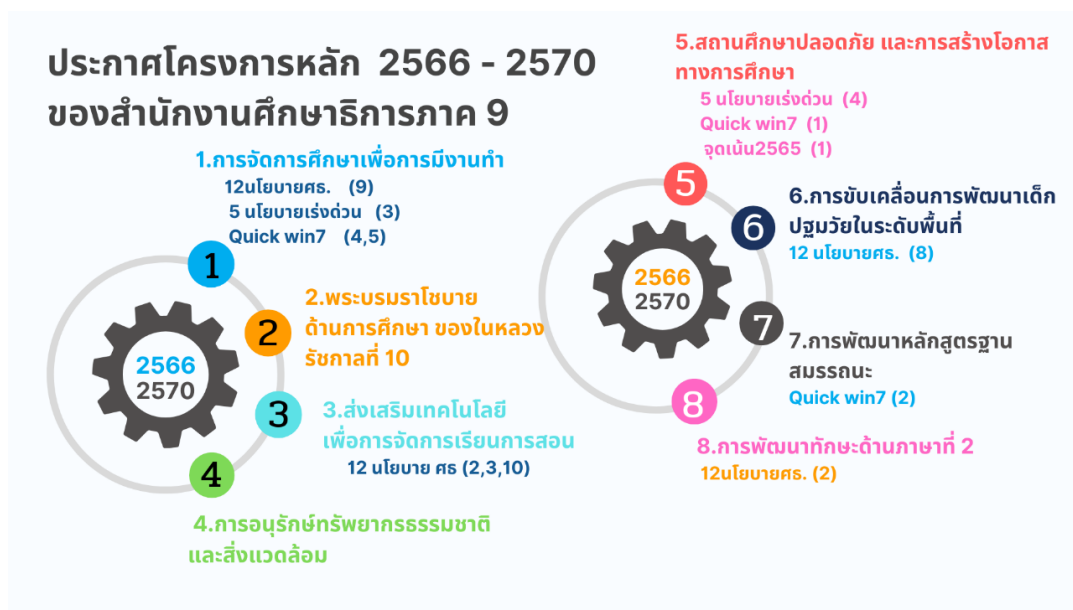 ประกาศโครงการหลัก 2566 - 2570
ของสำนักงานศึกษาธิการภาค 9
1.การจัดการศึกษาเพื่อการมีงานทำ
12นโยบายศธ. (9)
5 นโยบายเร่งด่วน (3)
Quick win7 (4,5)
1
2
2.พระบรมราโชบาย
ด้านการศึกษา ของในหลวง
รัชกาลที่ 10
2566
2570
3
3.ส่งเสริมเทคโนโลยี
เพื่อการจัดการเรียนการสอน
12 นโยบาย ศธ (2,3,10)
4
4.การอนุรักษ์ทรัพยากรธรรมชาติ
และสิ่งแวดล้อม
5.สถานศึกษาปลอดภัย และการสร้างโอกาส
ทางการศึกษา
5 นโยบายเร่งด่วน (4)
Quick win7 (1)
จุดเน้น2565 (1)
5
6
6.การขับเคลื่อนการพัฒนาเด็ก
ปฐมวัยในระดับพื้นที่
12 นโยบายศธ. (8)
2566
2570
7
7.การพัฒนาหลักสูตรฐาน
สมรรถนะ
Quick win7 (2)
8
8.การพัฒนาทักษะด้านภาษาที่ 2
12นโยบายศธ. (2)